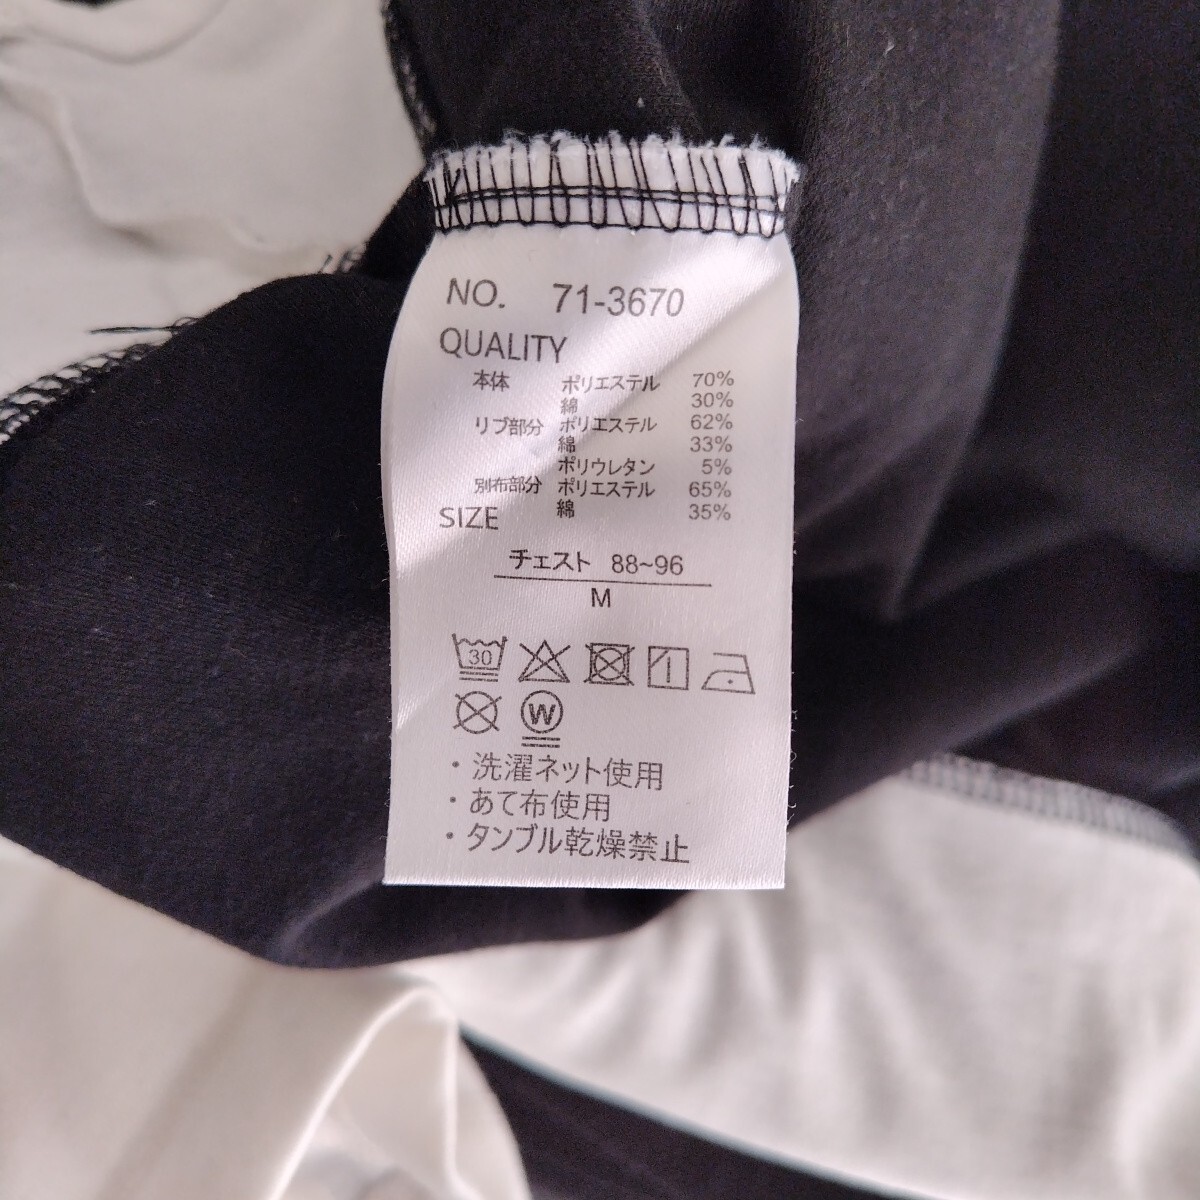 NO. 71-3670
QUALITY
本体 ポリエステル 70%
綿 30%
リブ部分 ポリエステル 62%
綿 33%
ポリウレタン 5%
別布部分 ポリエステル 65%
綿 35%
SIZE
チェスト 88~96
M
30
W
・洗濯ネット使用
・あて布使用
・タンブル乾燥禁止